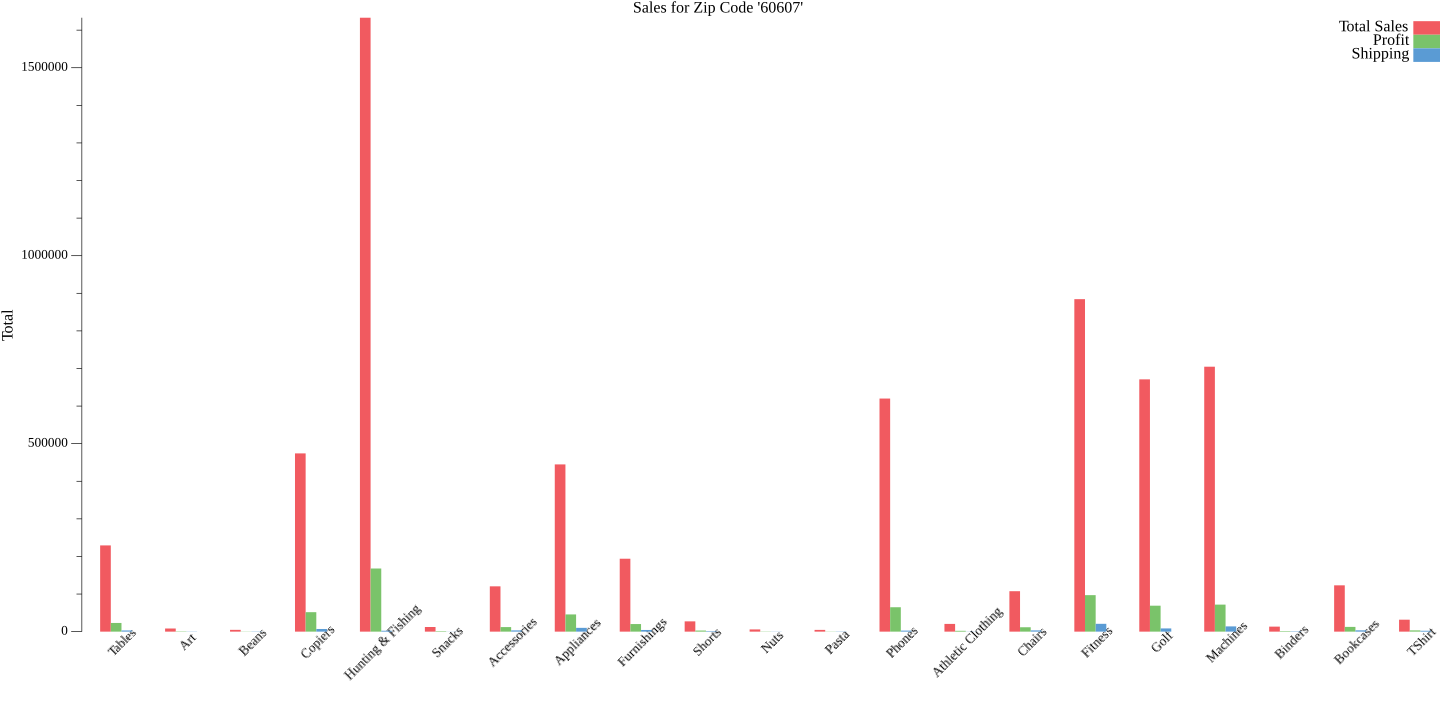 Sales for Zip Code '60607'
Total Sales
Profit
Shipping
Total
1500000
1000000
500000
0
Tables
Art
Beans
Copiers
Hunting & Fishing
Snacks
Accessories
Appliances
Furnishings
Shorts
Nuts
Pasta
Phones
Athletic Clothing
Chairs
Fitness
Golf
Machines
Binders
Bookcases
TShirt